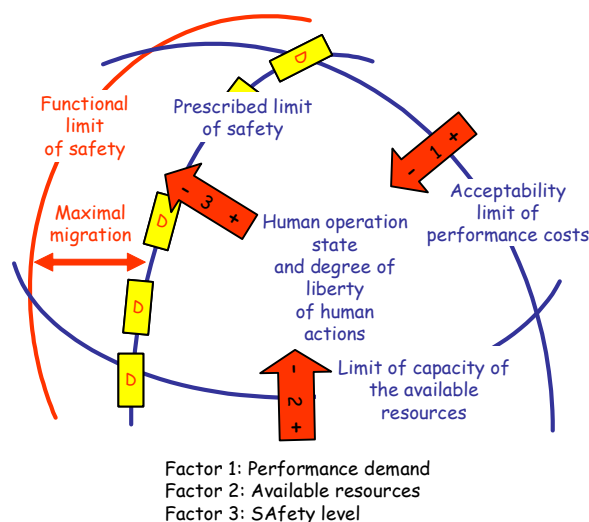 Functional
limit
of safety
Prescribed limit
of safety
D
- 1 +
- 3 +
Acceptability
limit of
performance costs
Maximal
migration
D
Human operation
state
and degree of
liberty
of human
actions
D
D
- 2 +
Limit of capacity of
the available
resources
Factor 1: Performance demand
Factor 2: Available resources
Factor 3: SAfety level